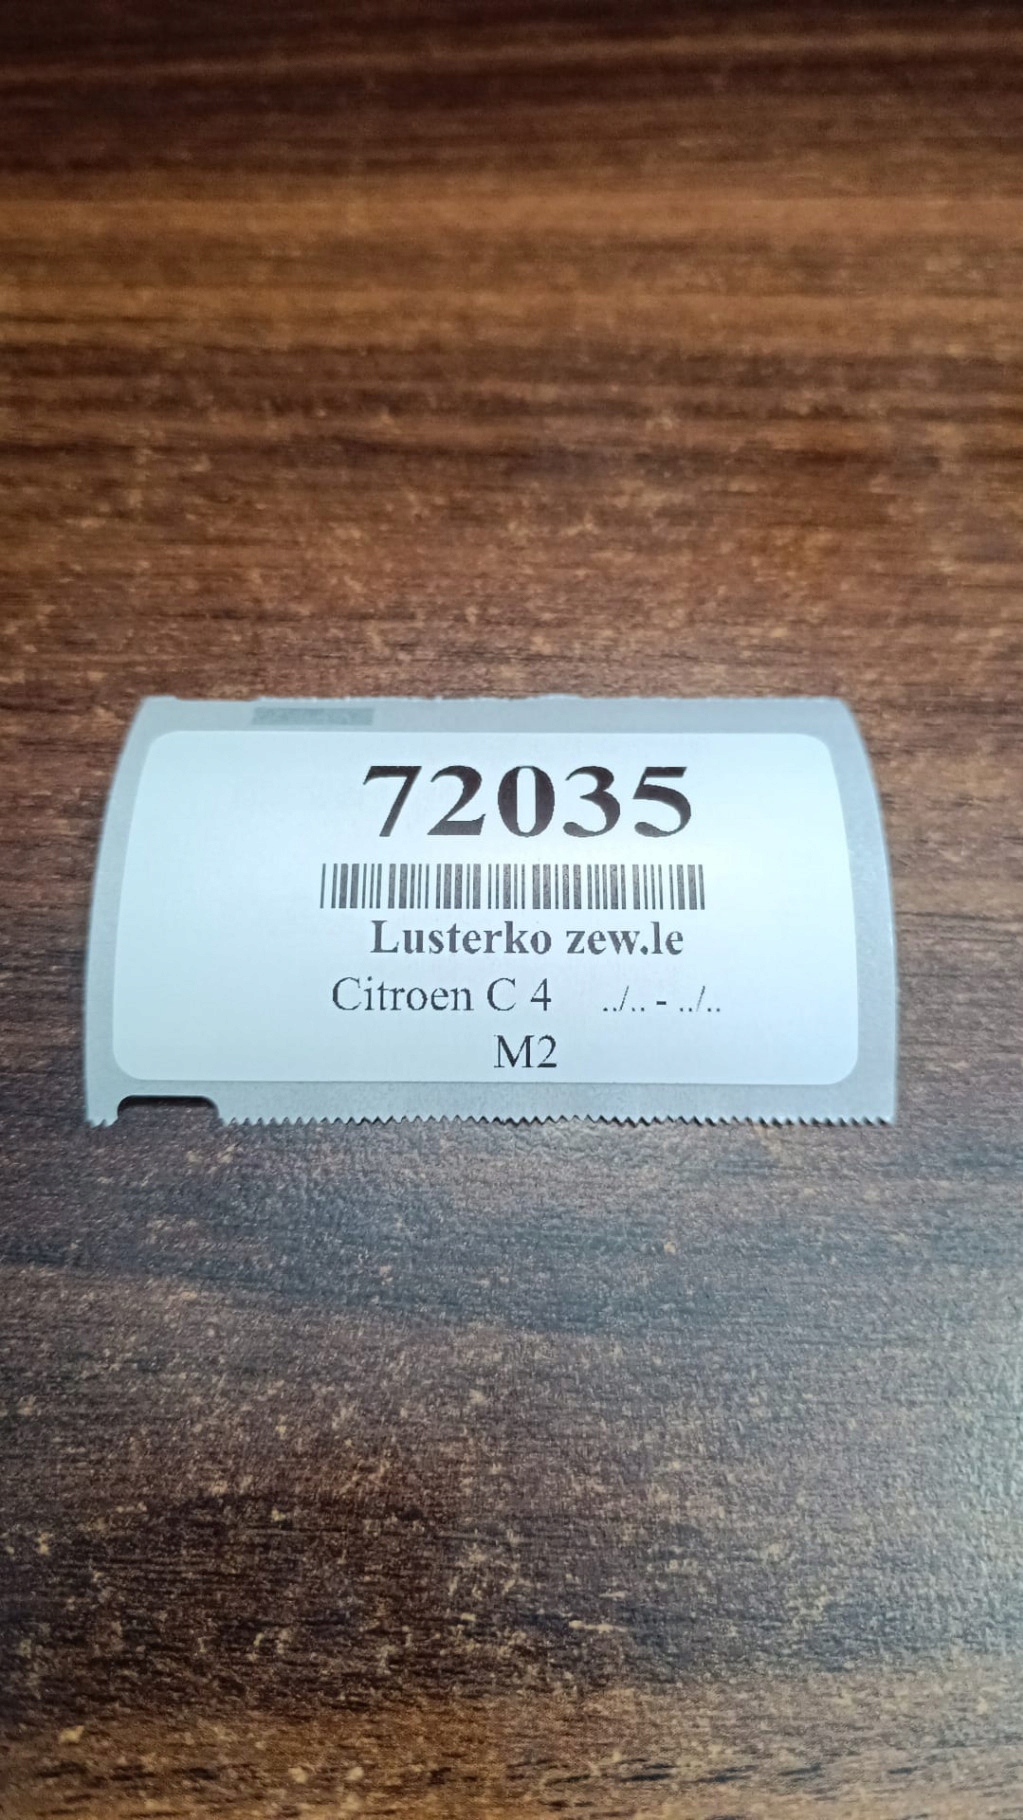 72035
Lusterko zew.le
Citroen C 4 ../.. - ../..
M2